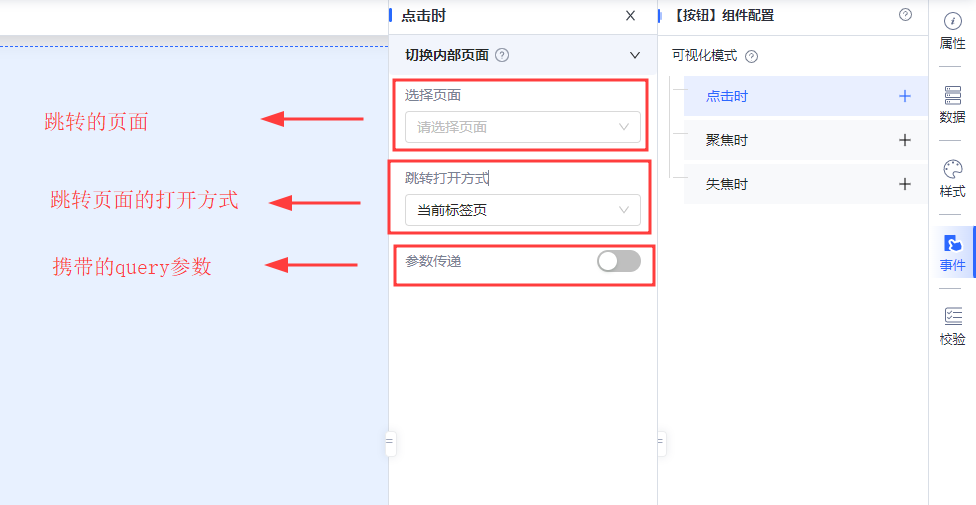 点击时
切换内部页面
选择页面
请选择页面
跳转打开方式
当前标签页
参数传递
跳转的页面
跳转页面的打开方式
携带的query参数
【按钮】组件配置
可视化模式
点击时
聚焦时
失焦时
属性
数据
样式
事件
校验